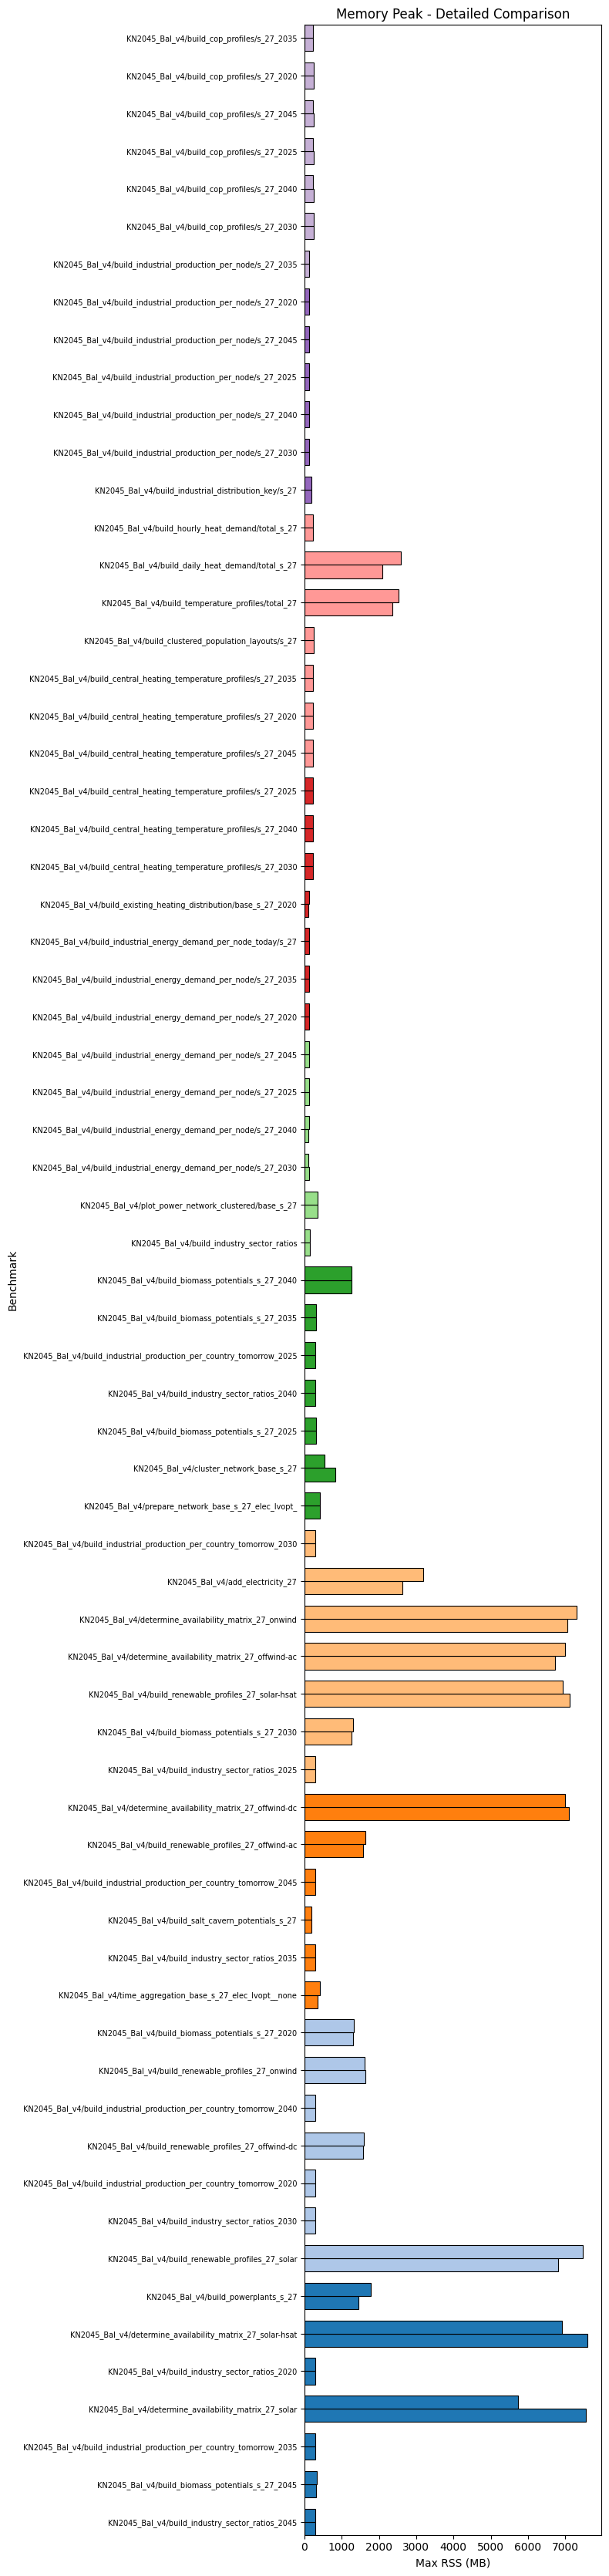 Memory Peak - Detailed Comparison
KN2045_Bal_v4/build_cop_profiles/s_27_2035
KN2045_Bal_v4/build_cop_profiles/s_27_2020
KN2045_Bal_v4/build_cop_profiles/s_27_2045
KN2045_Bal_v4/build_cop_profiles/s_27_2025
KN2045_Bal_v4/build_cop_profiles/s_27_2040
KN2045_Bal_v4/build_cop_profiles/s_27_2030
KN2045_Bal_v4/build_industrial_production_per_node/s_27_2035
KN2045_Bal_v4/build_industrial_production_per_node/s_27_2020
KN2045_Bal_v4/build_industrial_production_per_node/s_27_2045
KN2045_Bal_v4/build_industrial_production_per_node/s_27_2025
KN2045_Bal_v4/build_industrial_production_per_node/s_27_2040
KN2045_Bal_v4/build_industrial_production_per_node/s_27_2030
KN2045_Bal_v4/build_industrial_distribution_key/s_27
KN2045_Bal_v4/build_hourly_heat_demand/total_s_27
KN2045_Bal_v4/build_daily_heat_demand/total_s_27
KN2045_Bal_v4/build_temperature_profiles/total_27
KN2045_Bal_v4/build_clustered_population_layouts/s_27
KN2045_Bal_v4/build_central_heating_temperature_profiles/s_27_2035
KN2045_Bal_v4/build_central_heating_temperature_profiles/s_27_2020
KN2045_Bal_v4/build_central_heating_temperature_profiles/s_27_2045
KN2045_Bal_v4/build_central_heating_temperature_profiles/s_27_2025
KN2045_Bal_v4/build_central_heating_temperature_profiles/s_27_2040
KN2045_Bal_v4/build_central_heating_temperature_profiles/s_27_2030
KN2045_Bal_v4/build_existing_heating_distribution/base_s_27_2020
KN2045_Bal_v4/build_industrial_energy_demand_per_node_today/s_27
KN2045_Bal_v4/build_industrial_energy_demand_per_node/s_27_2035
KN2045_Bal_v4/build_industrial_energy_demand_per_node/s_27_2020
KN2045_Bal_v4/build_industrial_energy_demand_per_node/s_27_2045
KN2045_Bal_v4/build_industrial_energy_demand_per_node/s_27_2025
KN2045_Bal_v4/build_industrial_energy_demand_per_node/s_27_2040
KN2045_Bal_v4/build_industrial_energy_demand_per_node/s_27_2030
KN2045_Bal_v4/plot_power_network_clustered/base_s_27
KN2045_Bal_v4/build_industry_sector_ratios
Benchmark
KN2045_Bal_v4/build_biomass_potentials_s_27_2040
KN2045_Bal_v4/build_biomass_potentials_s_27_2035
KN2045_Bal_v4/build_industrial_production_per_country_tomorrow_2025
KN2045_Bal_v4/build_industry_sector_ratios_2040
KN2045_Bal_v4/build_biomass_potentials_s_27_2025
KN2045_Bal_v4/cluster_network_base_s_27
KN2045_Bal_v4/prepare_network_base_s_27_elec_lvopt_
KN2045_Bal_v4/build_industrial_production_per_country_tomorrow_2030
KN2045_Bal_v4/add_electricity_27
KN2045_Bal_v4/determine_availability_matrix_27_onwind
KN2045_Bal_v4/determine_availability_matrix_27_offwind-ac
KN2045_Bal_v4/build_renewable_profiles_27_solar-hsat
KN2045_Bal_v4/build_biomass_potentials_s_27_2030
KN2045_Bal_v4/build_industry_sector_ratios_2025
KN2045_Bal_v4/determine_availability_matrix_27_offwind-dc
KN2045_Bal_v4/build_renewable_profiles_27_offwind-ac
KN2045_Bal_v4/build_industrial_production_per_country_tomorrow_2045
KN2045_Bal_v4/build_salt_cavern_potentials_s_27
KN2045_Bal_v4/build_industry_sector_ratios_2035
KN2045_Bal_v4/time_aggregation_base_s_27_elec_lvopt__none
KN2045_Bal_v4/build_biomass_potentials_s_27_2020
KN2045_Bal_v4/build_renewable_profiles_27_onwind
KN2045_Bal_v4/build_industrial_production_per_country_tomorrow_2040
KN2045_Bal_v4/build_renewable_profiles_27_offwind-dc
KN2045_Bal_v4/build_industrial_production_per_country_tomorrow_2020
KN2045_Bal_v4/build_industry_sector_ratios_2030
KN2045_Bal_v4/build_renewable_profiles_27_solar
KN2045_Bal_v4/build_powerplants_s_27
KN2045_Bal_v4/determine_availability_matrix_27_solar-hsat
KN2045_Bal_v4/build_industry_sector_ratios_2020
KN2045_Bal_v4/determine_availability_matrix_27_solar
KN2045_Bal_v4/build_industrial_production_per_country_tomorrow_2035
KN2045_Bal_v4/build_biomass_potentials_s_27_2045
KN2045_Bal_v4/build_industry_sector_ratios_2045
0 1000 2000 3000 4000 5000 6000 7000
Max RSS (MB)